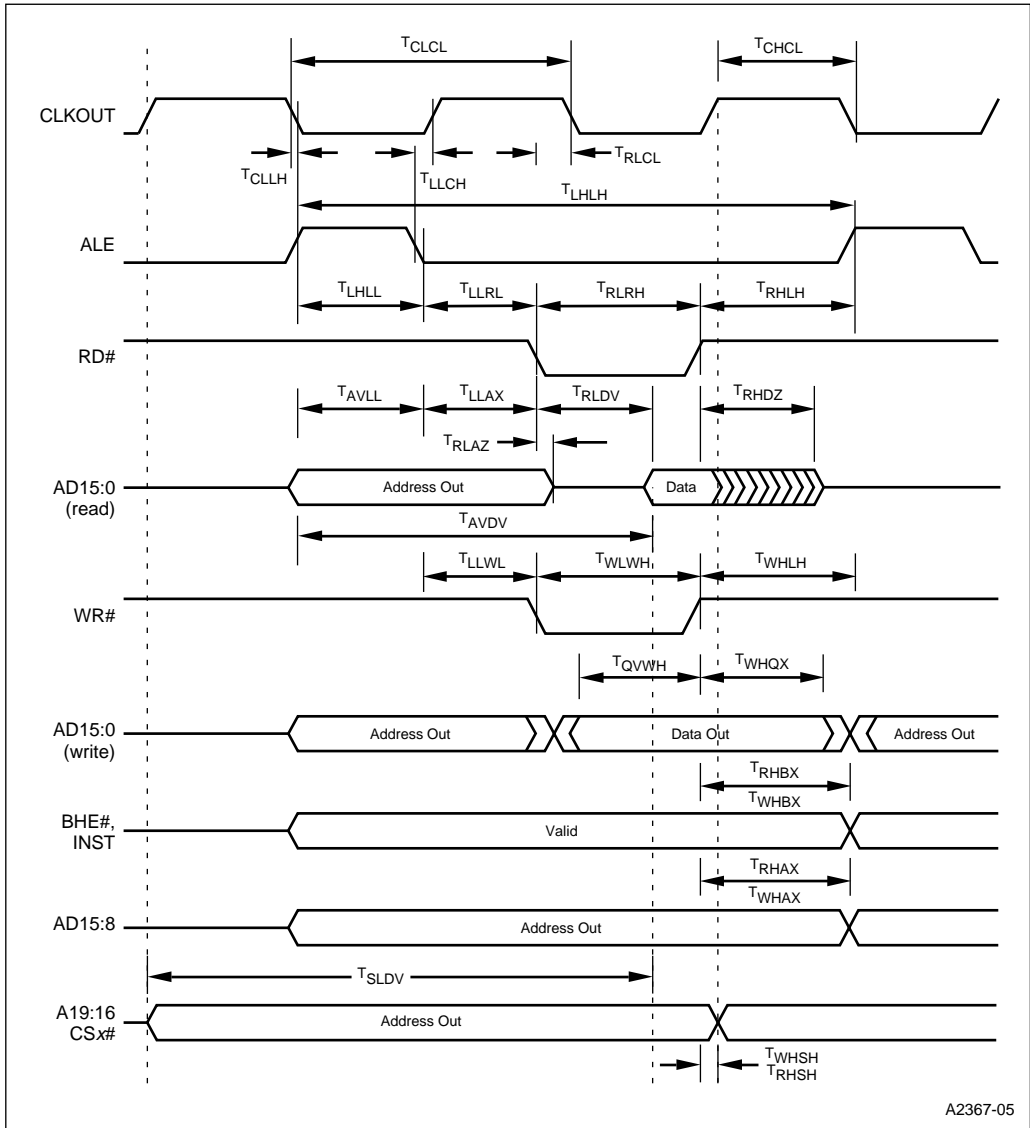 TCLCL
TCHCL
CLKOUT
TCLLH
TLLCH
TRLCL
TLHLH
ALE
TLHLL
TLLRL
TRLRH
TRHLH
RD#
TAVLL
TLLAX
TRLDV
TRHDZ
TRLAZ
AD15:0
(read)
Address Out
Data
TAVDV
TLLWL
TWLWH
TWHLH
WR#
TQVWH
TWHQX
AD15:0
(write)
Address Out
Data Out
Address Out
TRHBX
TWHBX
BHE#,
INST
Valid
TRHAX
TWHAX
AD15:8
Address Out
TSLDV
A19:16
CSx#
Address Out
TWHSH
TRHSH
A2367-05